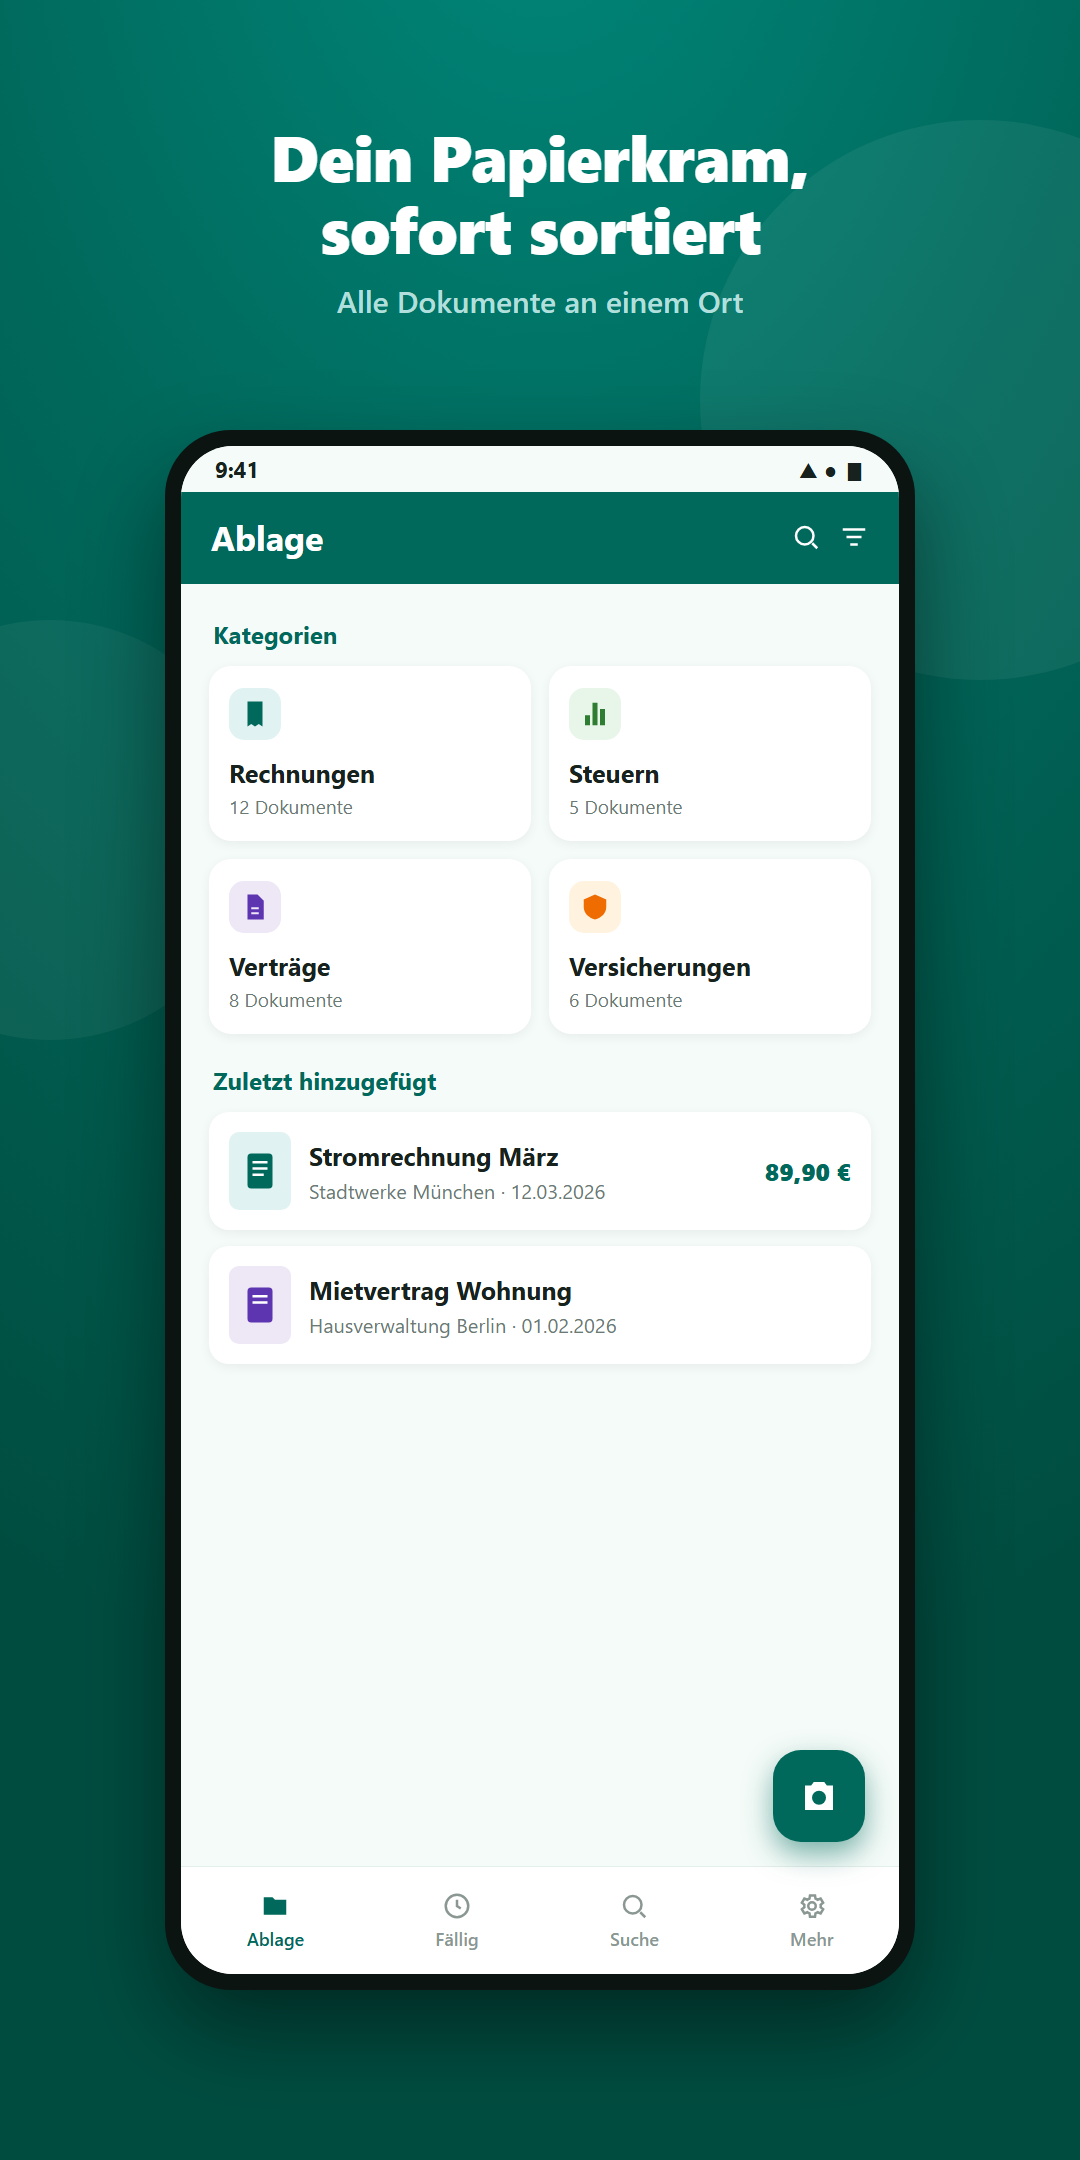 Dein Papierkram,
sofort sortiert
Alle Dokumente an einem Ort
9:41
Ablage
Kategorien
Rechnungen
12 Dokumente
Steuern
5 Dokumente
Verträge
8 Dokumente
Versicherungen
6 Dokumente
Zuletzt hinzugefügt
Stromrechnung März
Stadtwerke München · 12.03.2026
89,90 €
Mietvertrag Wohnung
Hausverwaltung Berlin · 01.02.2026
Ablage
Fällig
Suche
Mehr